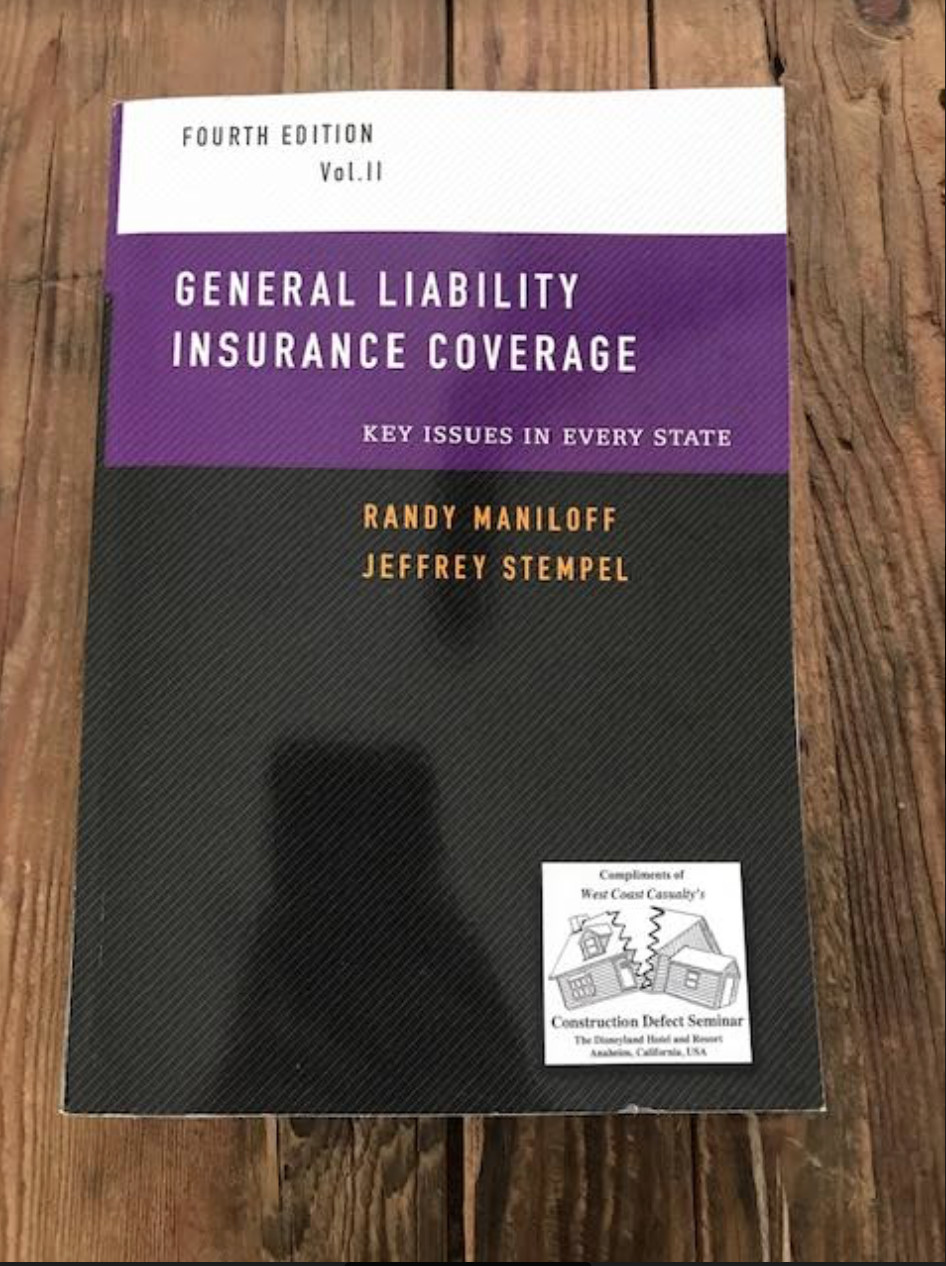 FOURTH EDITION
Vol.II
GENERAL LIABILITY
INSURANCE COVERAGE
KEY ISSUES IN EVERY STATE
RANDY MANILOFF
JEFFREY STEMPEL
Compliments of
West Coast Casualty's
Construction Defect Seminar
The Disneyland Hotel and Resort
Anaheim, California, USA